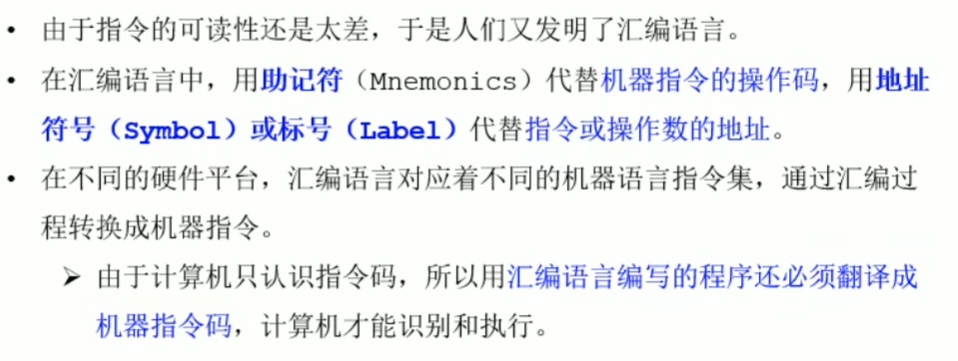 • 由于指令的可读性还是太差，于是人们又发明了汇编语言。
• 在汇编语言中，用助记符（Mnemonics）代替机器指令的操作码，用地址
符号（Symbol）或标号（Label）代替指令或操作数的地址。
• 在不同的硬件平台，汇编语言对应着不同的机器语言指令集，通过汇编过
程转换成机器指令。
➢ 由于计算机只认识指令码，所以用汇编语言编写的程序还必须翻译成
机器指令码，计算机才能识别和执行。